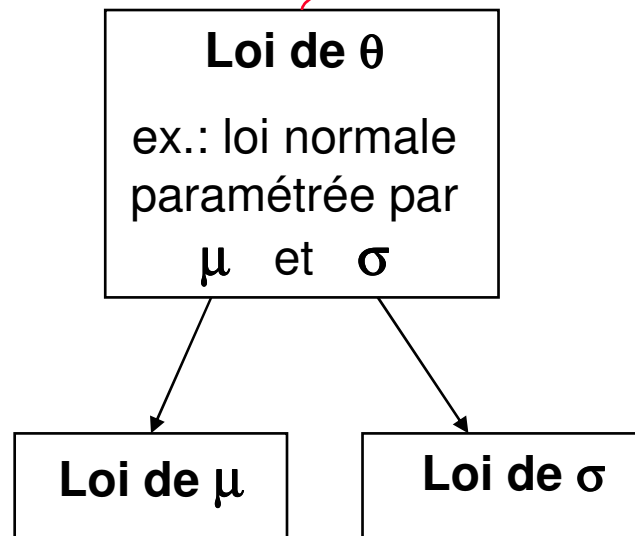 Loi de θ
ex.: loi normale
paramétrée par
μ et σ
Loi de μ
Loi de σ